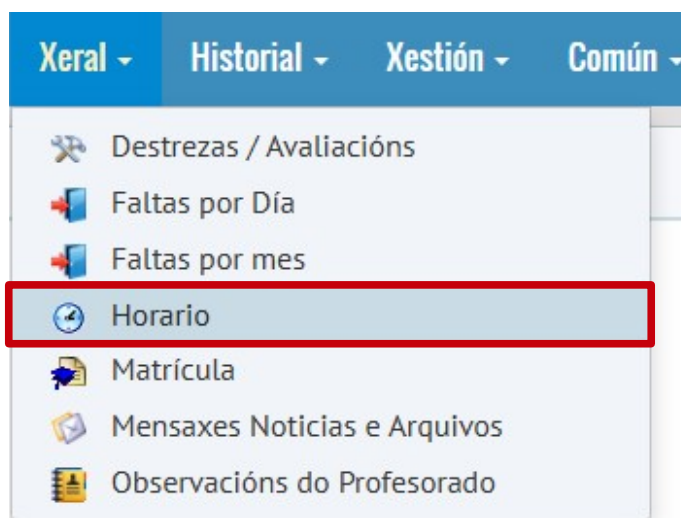 Xeral Historial Xestión Común
Destrezas / Avaliacións
Faltas por Día
Faltas por mes
Horario
Matrícula
Mensaxes Noticias e Arquivos
Observacións do Profesorado